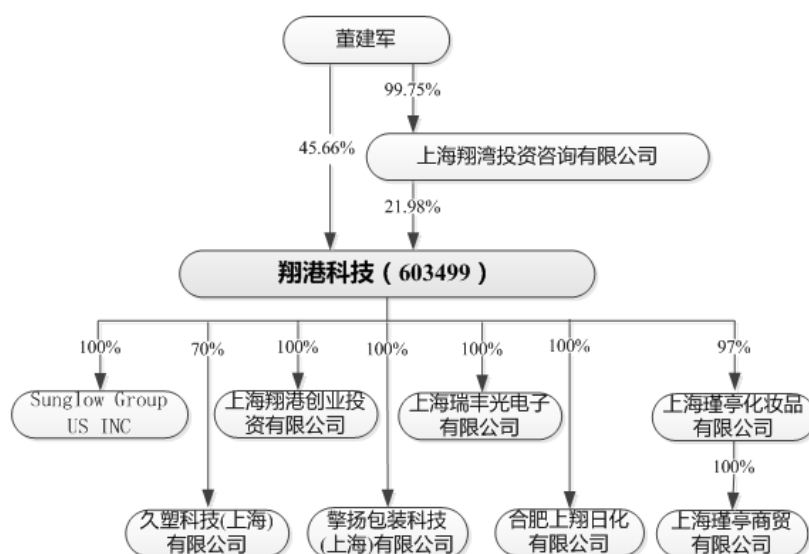 董建军
99.75%
45.66%
上海翔湾投资咨询有限公司
21.98%
翔港科技（603499）
100%
70%
100%
100%
100%
100%
97%
Sunglow Group
US INC
上海翔港创业投
资有限公司
上海瑞丰光电子
有限公司
上海瑾亭化妆品
有限公司
100%
久塑科技(上海)
有限公司
擎扬包装科技
(上海)有限公司
合肥上翔日化
有限公司
上海瑾亭商贸
有限公司